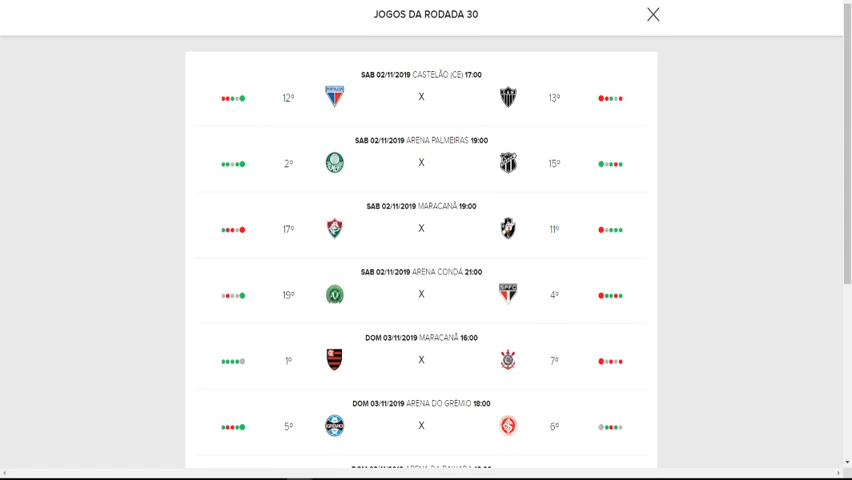 JOGOS DA RODADA 30
SAB 02/11/2019 CASTELÃO (CE) 17:00
12º X 13º
SAB 02/11/2019 ARENA PALMEIRAS 19:00
2º X 15º
SAB 02/11/2019 MARACANÃ 19:00
17º X 11º
SAB 02/11/2019 ARENA CONDÁ 21:00
19º X 4º
DOM 03/11/2019 MARACANÃ 16:00
1º X 7º
DOM 03/11/2019 ARENA DO GRÊMIO 18:00
5º X 6º